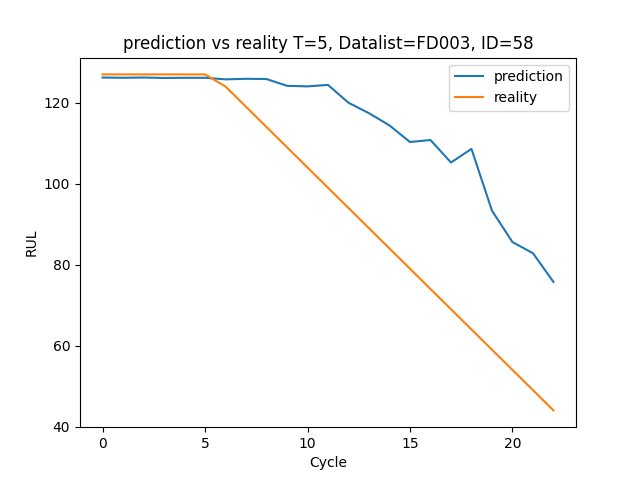 prediction vs reality T=5, Datalist=FD003, ID=58
prediction
reality
RUL
120
100
80
60
40
0 5 10 15 20
Cycle